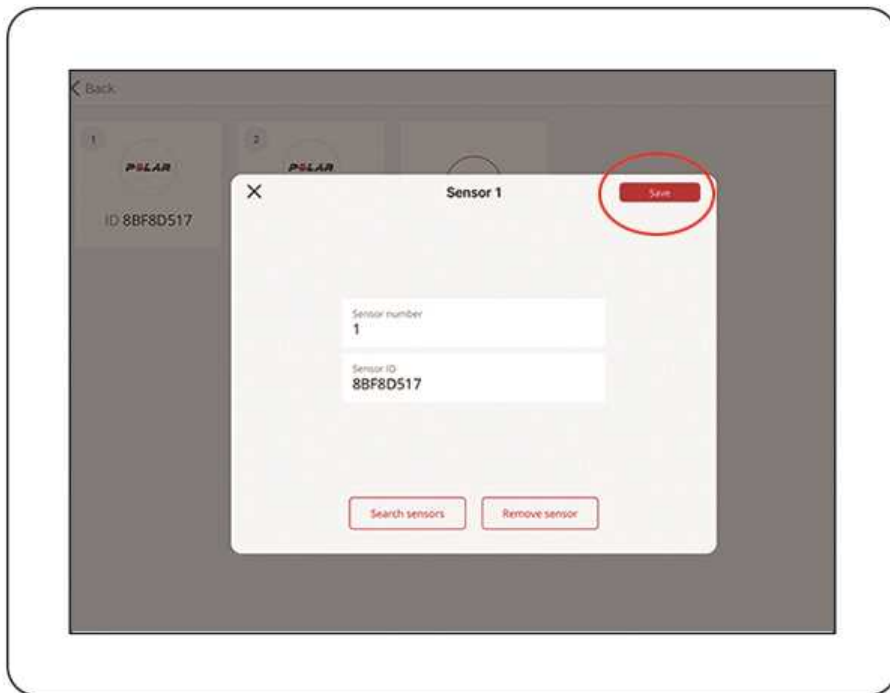 Back
1
2
POLAR
POLAR
ID 8BF8D517
Sensor 1
Save
Sensor number
1
Sensor ID
8BF8D517
Search sensors
Remove sensor